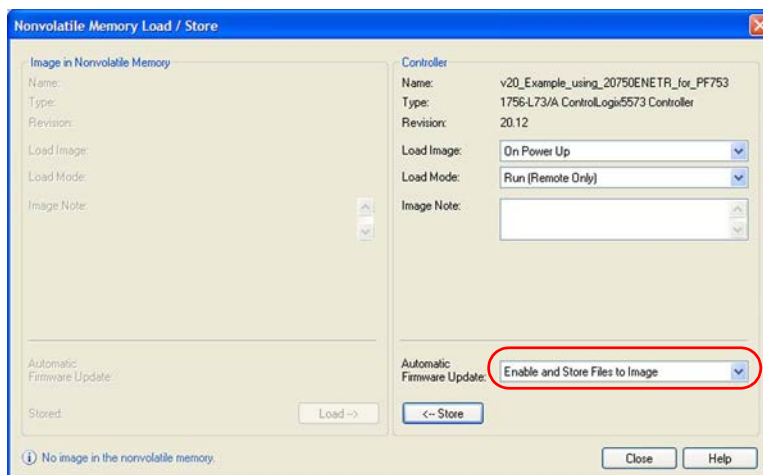 Nonvolatile Memory Load / Store
Image in Nonvolatile Memory
Name:
Type:
Revision:
Load Image:
Load Mode:
Image Note:
Automatic
Firmware Update:
Stored:
Load -->
No image in the nonvolatile memory.
Controller
Name: v20_Example_using_20750ENETR_for_PF753
Type: 1756-L73/A ControlLogix5573 Controller
Revision: 20.12
Load Image: On Power Up
Load Mode: Run (Remote Only)
Image Note:
Automatic
Firmware Update: Enable and Store Files to Image
<-- Store
Close Help